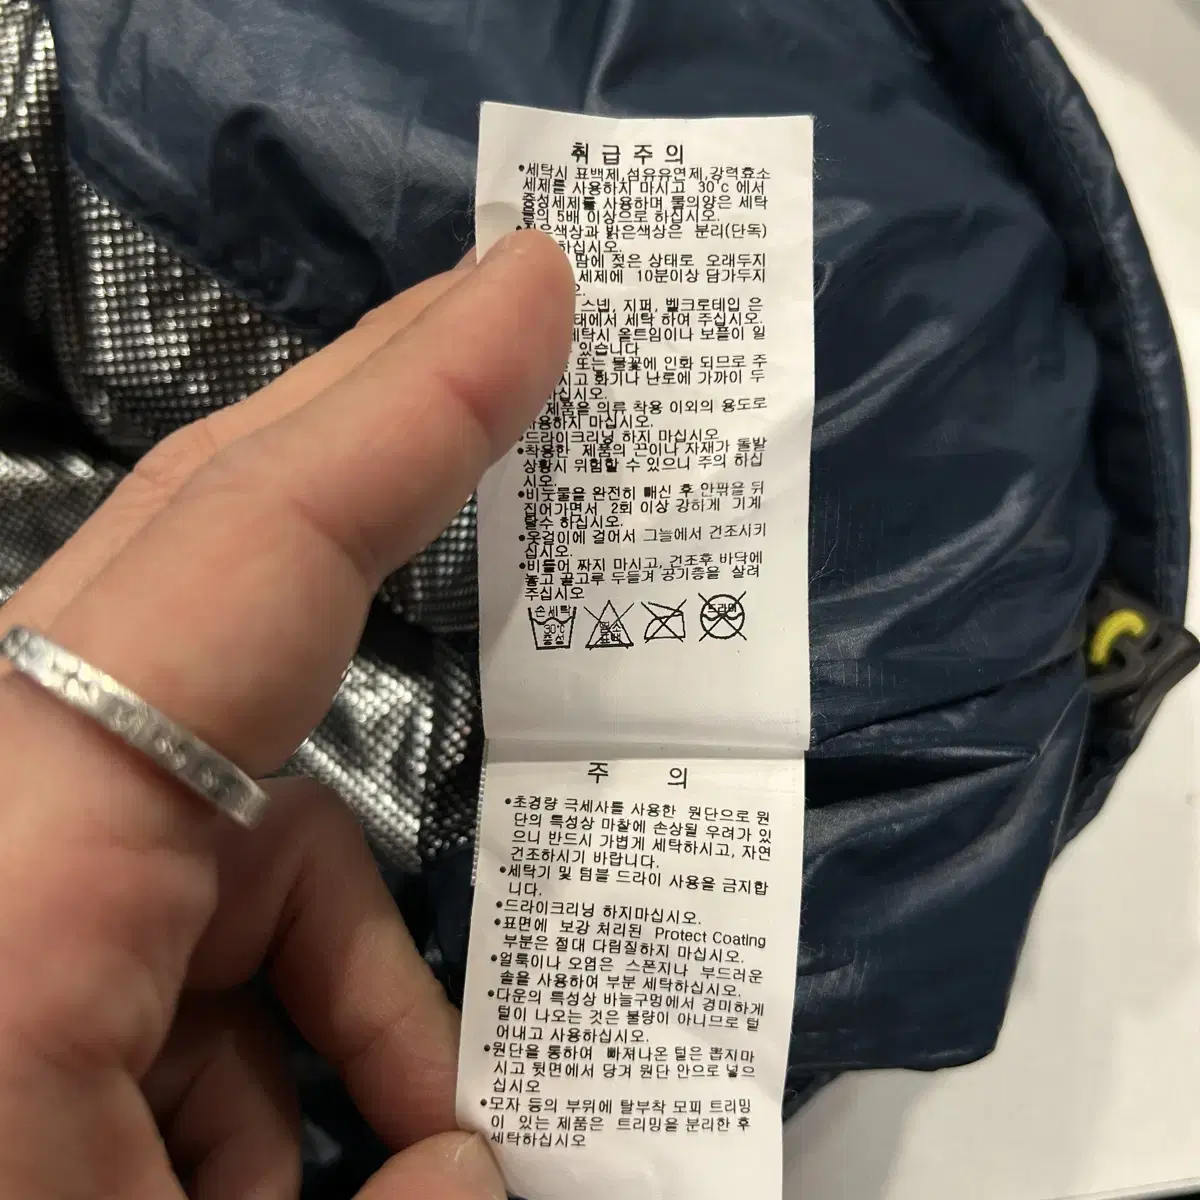 취급주의
•세탁시 표백제,섬유유연제,강력효소
세제를 사용하지 마시고 30℃에서
중성세제를 사용하며 물의양은 세탁
5배 이상으로 하십시오.
밝은색상은 분리(단독)
하십시오.
땀에 젖은 상태로 오래두지
세제에 10분이상 담가두지
스냅, 지퍼, 벨크로테입 은
세탁 하여 주십시오.
올트임이나 보풀이 일
있습니다
또는 불꽃에 인화 되므로 주
화기나 난로에 가까이 두
제품을 의류 착용 이외의 용도로
마십시오.
•드라이크리닝 하지 마십시오
•착용한 제품의 끈이나 자재가 돌발
상황시 위험할 수 있으니 주의 하십
시오.
•비눗물을 완전히 빼신 후 안팎을 뒤
집어가면서 2회 이상 강하게 기계
탈수 하십시오.
•옷걸이에 걸어서 그늘에서 건조시키
십시오.
•비틀어 짜지 마시고, 건조후 바닥에
놓고 골고루 두들겨 공기층을 살려
주십시오
손세탁 30℃ 중성
염소 표백
드라이
주 의
•초경량 극세사를 사용한 원단으로 원
단의 특성상 마찰에 손상될 우려가 있
으니 반드시 가볍게 세탁하시고, 자연
건조하시기 바랍니다.
•세탁기 및 텀블 드라이 사용을 금지합
니다.
•드라이크리닝 하지마십시오.
•표면에 보강 처리된 Protect Coating
부분은 절대 다림질하지 마십시오.
•얼룩이나 오염은 스폰지나 부드러운
솔을 사용하여 부분 세탁하십시오.
•다운의 특성상 바늘구멍에서 경미하게
털이 나오는 것은 불량이 아니므로 털
어내고 사용하십시오.
•원단을 통하여 빠져나온 털은 뽑지마
시고 뒷면에서 당겨 원단 안으로 넣으
십시오
•모자 등의 부위에 탈부착 모피 트리밍
이 있는 제품은 트리밍을 분리한 후
세탁하십시오